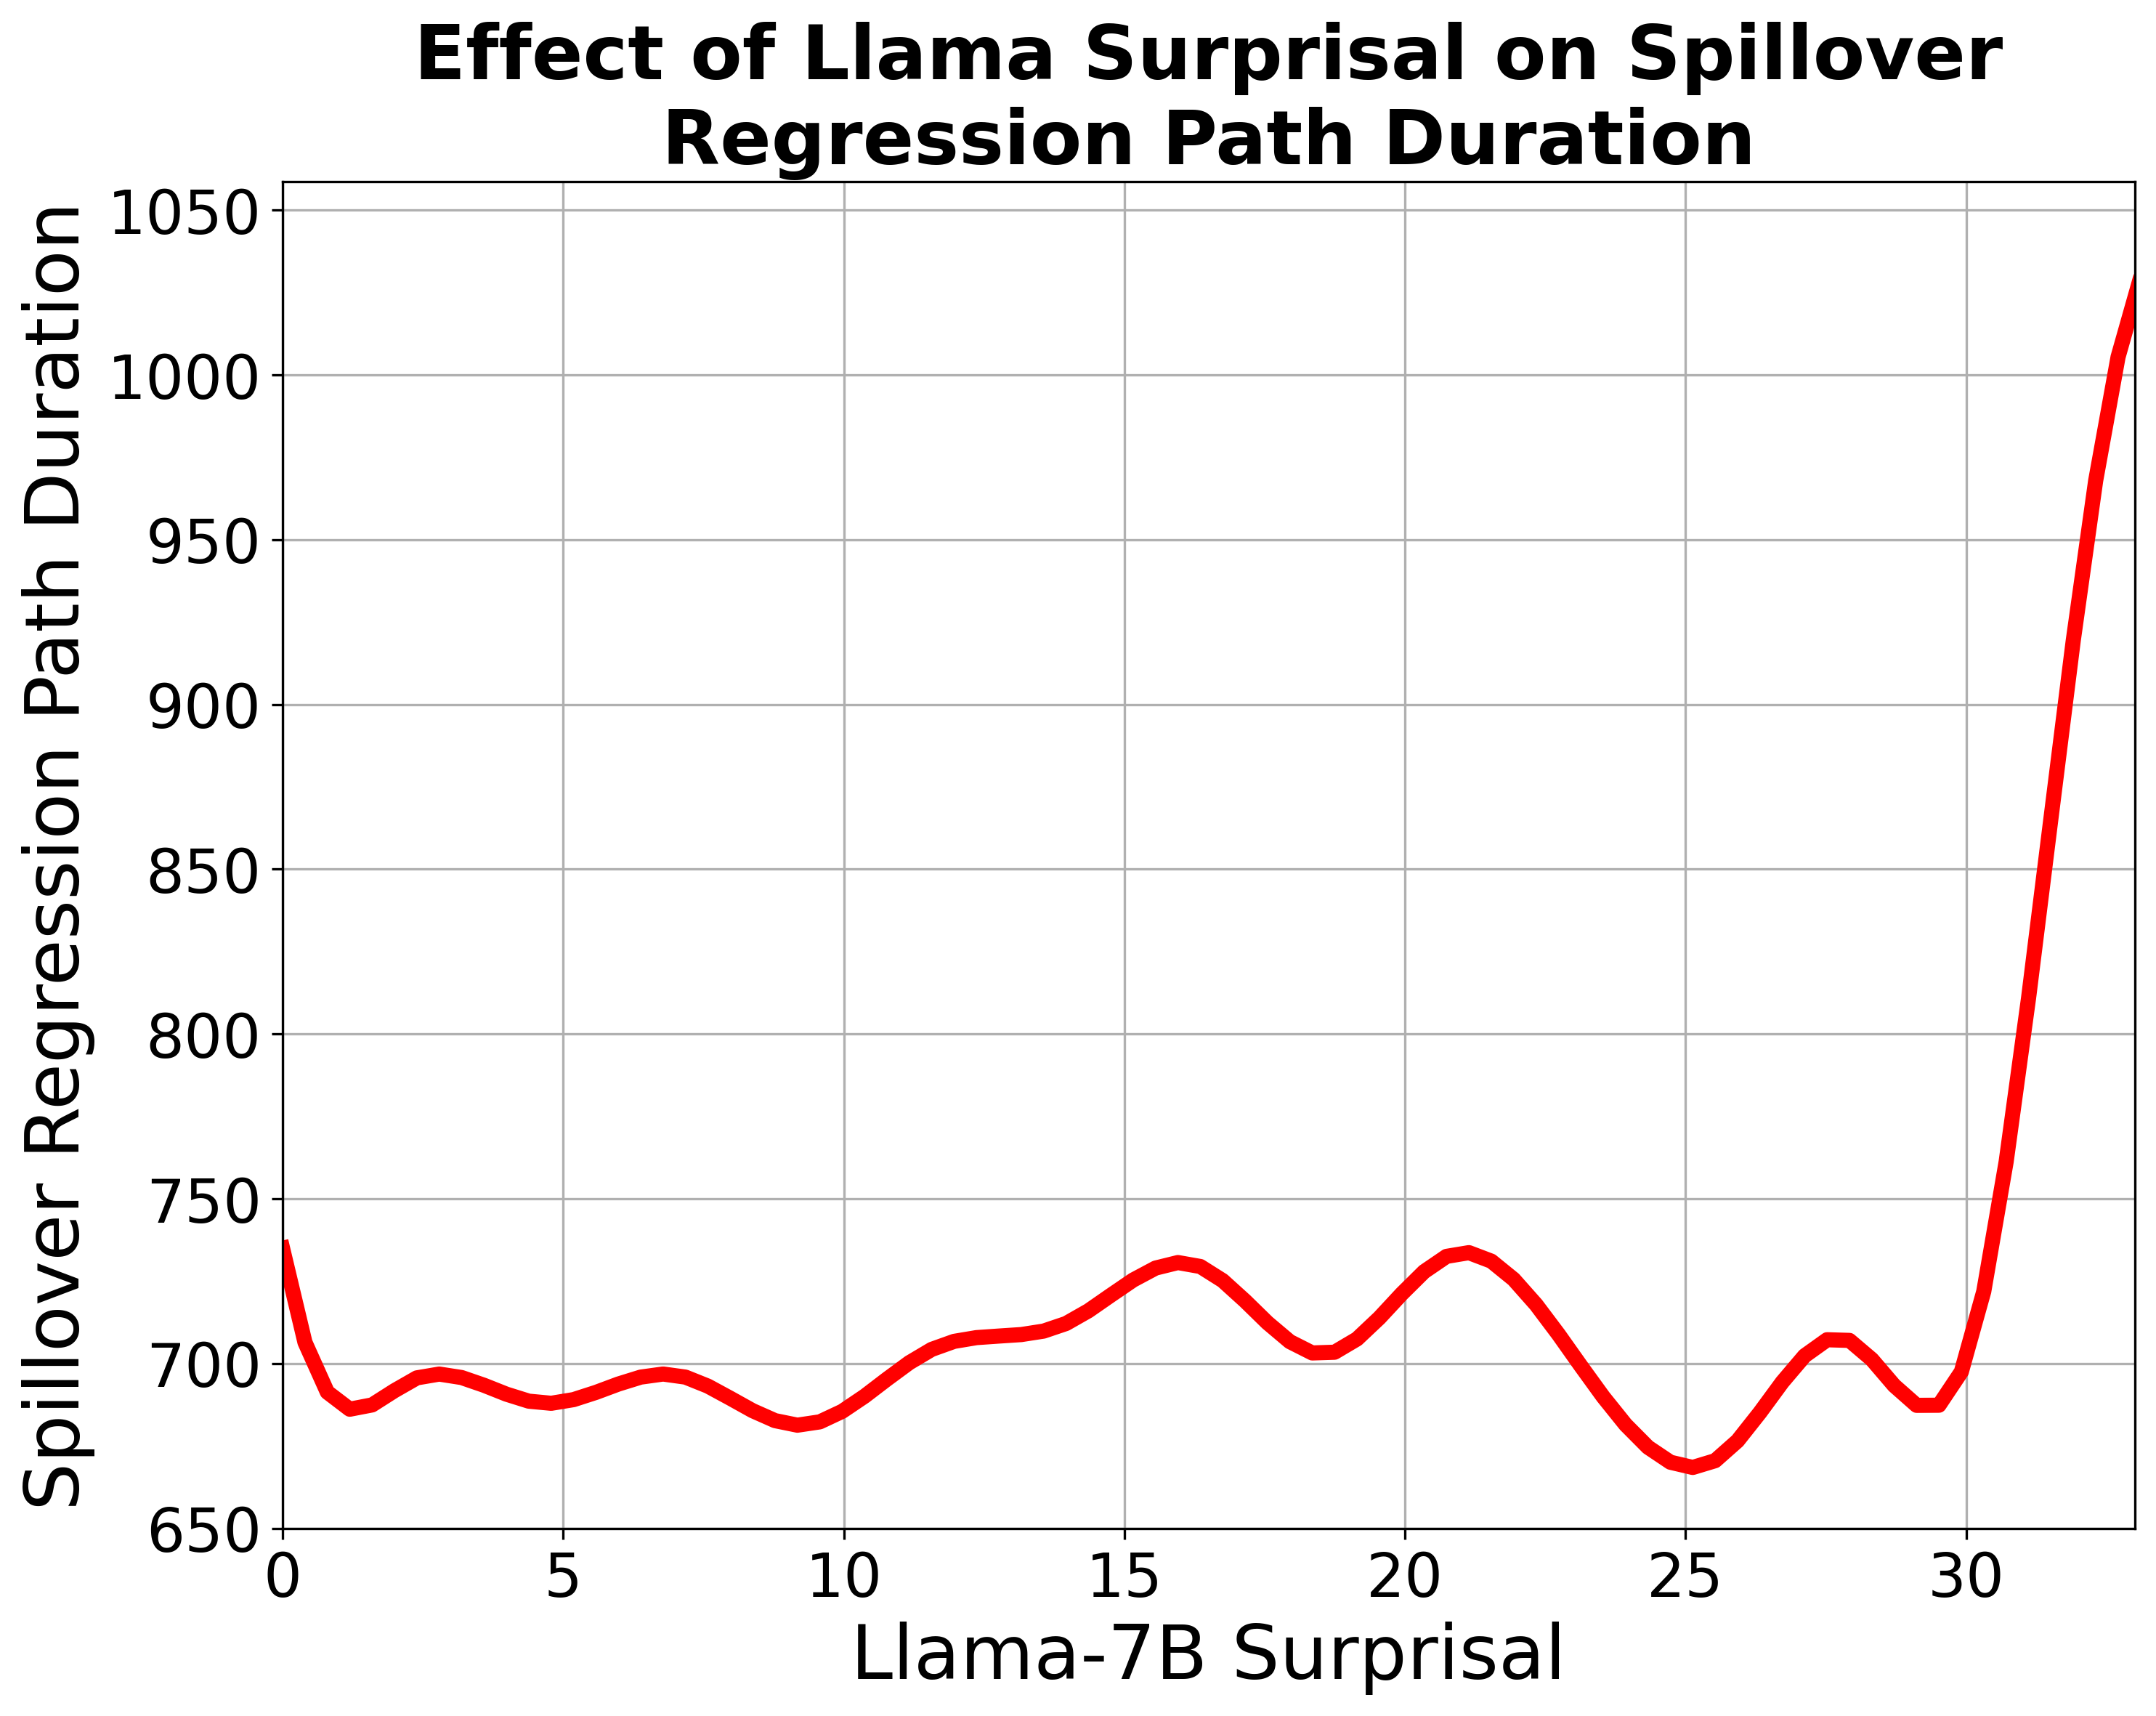 Effect of Llama Surprisal on Spillover
Regression Path Duration
Spillover Regression Path Duration
1050
1000
950
900
850
800
750
700
650
0 5 10 15 20 25 30
Llama-7B Surprisal